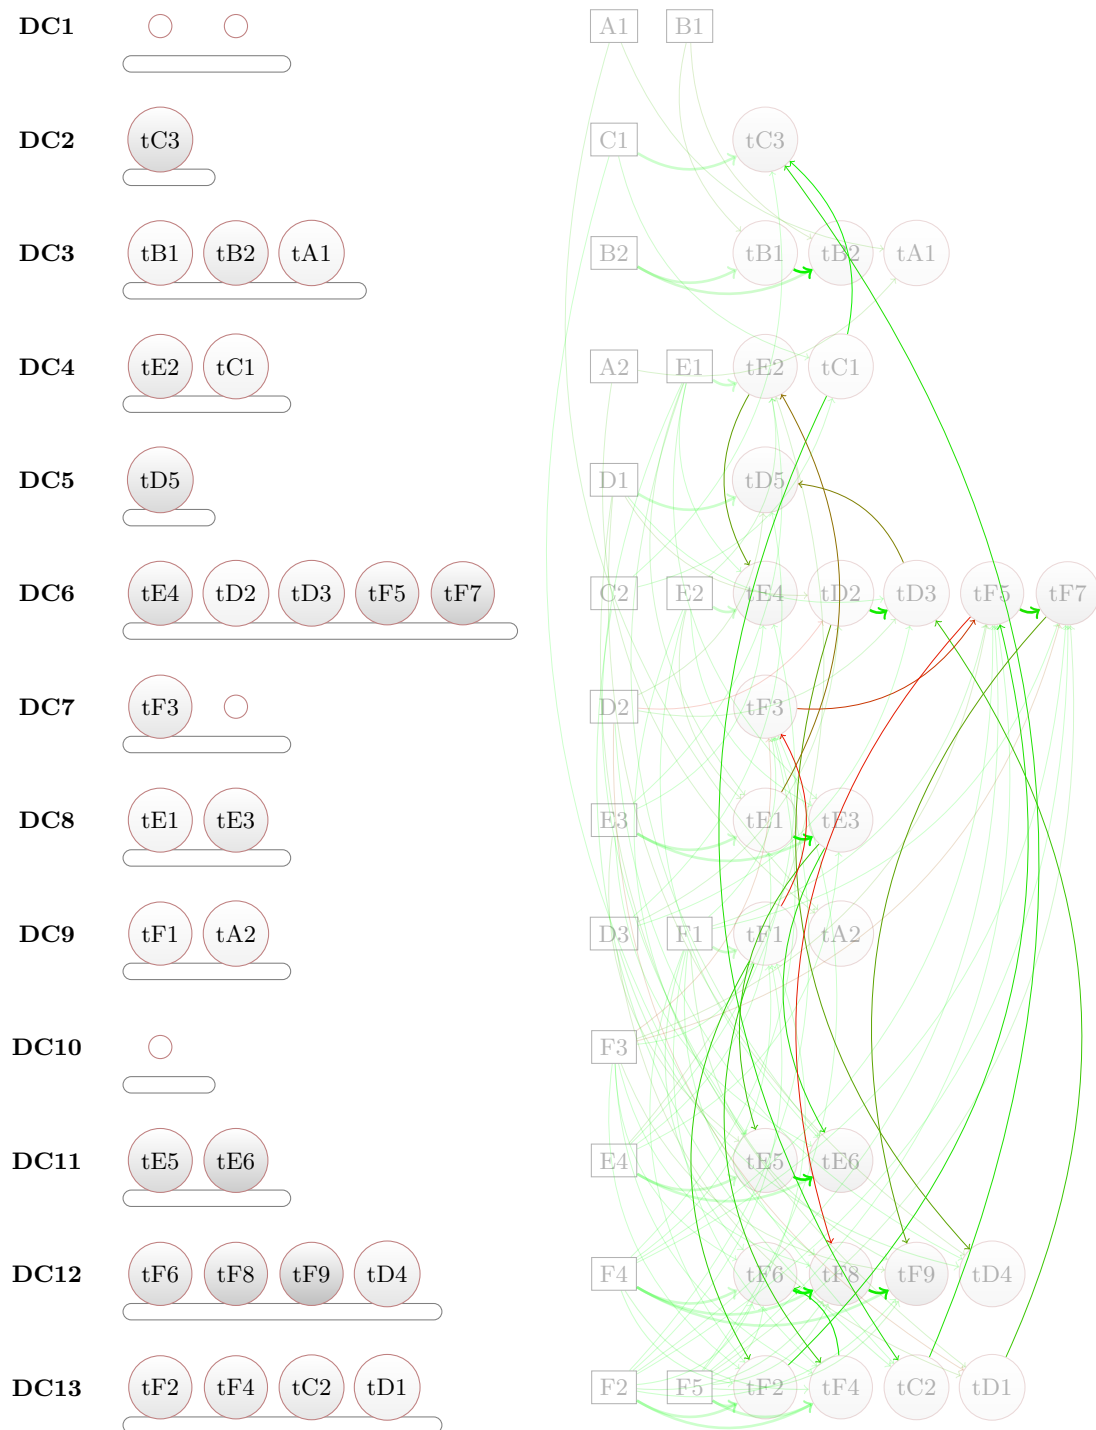 DC1 A1 B1
DC2 tC3 C1 tC3
DC3 tB1 tB2 tA1 B2 tB1 tB2 tA1
DC4 tE2 tC1 A2 E1 tE2 tC1
DC5 tD5 D1 tD5
DC6 tE4 tD2 tD3 tF5 tF7 C2 E2 tE4 tD2 tD3 tF5 tF7
DC7 tF3 D2 tF3
DC8 tE1 tE3 E3 tE1 tE3
DC9 tF1 tA2 D3 F1 tF1 tA2
DC10 F3
DC11 tE5 tE6 E4 tE5 tE6
DC12 tF6 tF8 tF9 tD4 F4 tF6 tF8 tF9 tD4
DC13 tF2 tF4 tC2 tD1 F2 F5 tF2 tF4 tC2 tD1